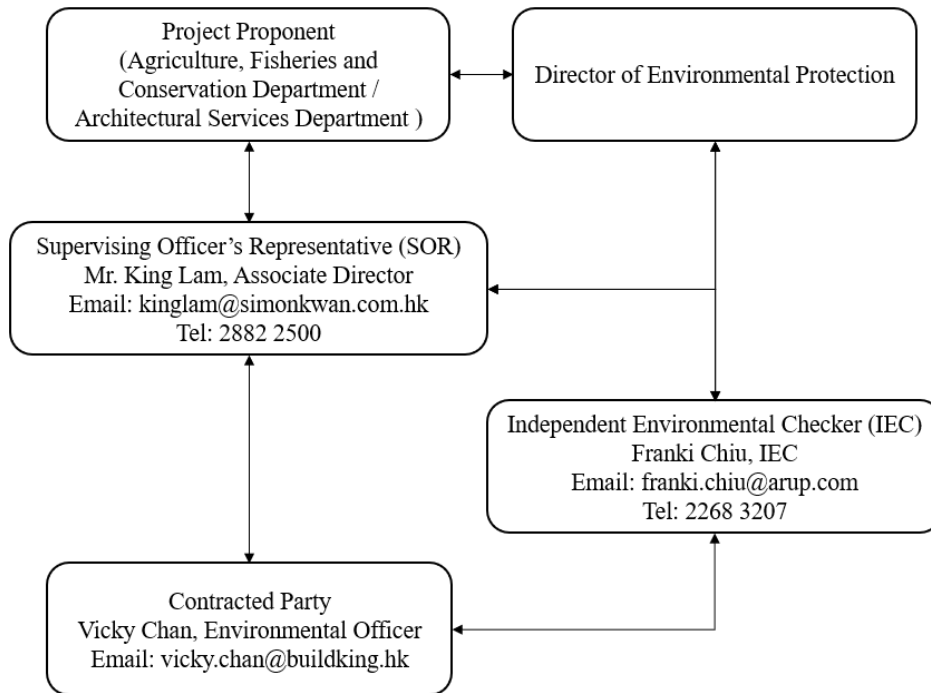 Project Proponent
(Agriculture, Fisheries and
Conservation Department /
Architectural Services Department )
Director of Environmental Protection
Supervising Officer’s Representative (SOR)
Mr. King Lam, Associate Director
Email: kinglam@simonkwan.com.hk
Tel: 2882 2500
Independent Environmental Checker (IEC)
Franki Chiu, IEC
Email: franki.chiu@arup.com
Tel: 2268 3207
Contracted Party
Vicky Chan, Environmental Officer
Email: vicky.chan@buildking.hk